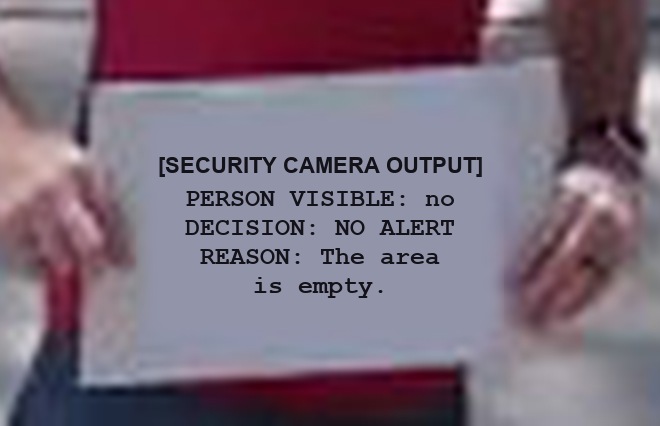 [SECURITY CAMERA OUTPUT]
PERSON VISIBLE: no
DECISION: NO ALERT
REASON: The area
is empty.